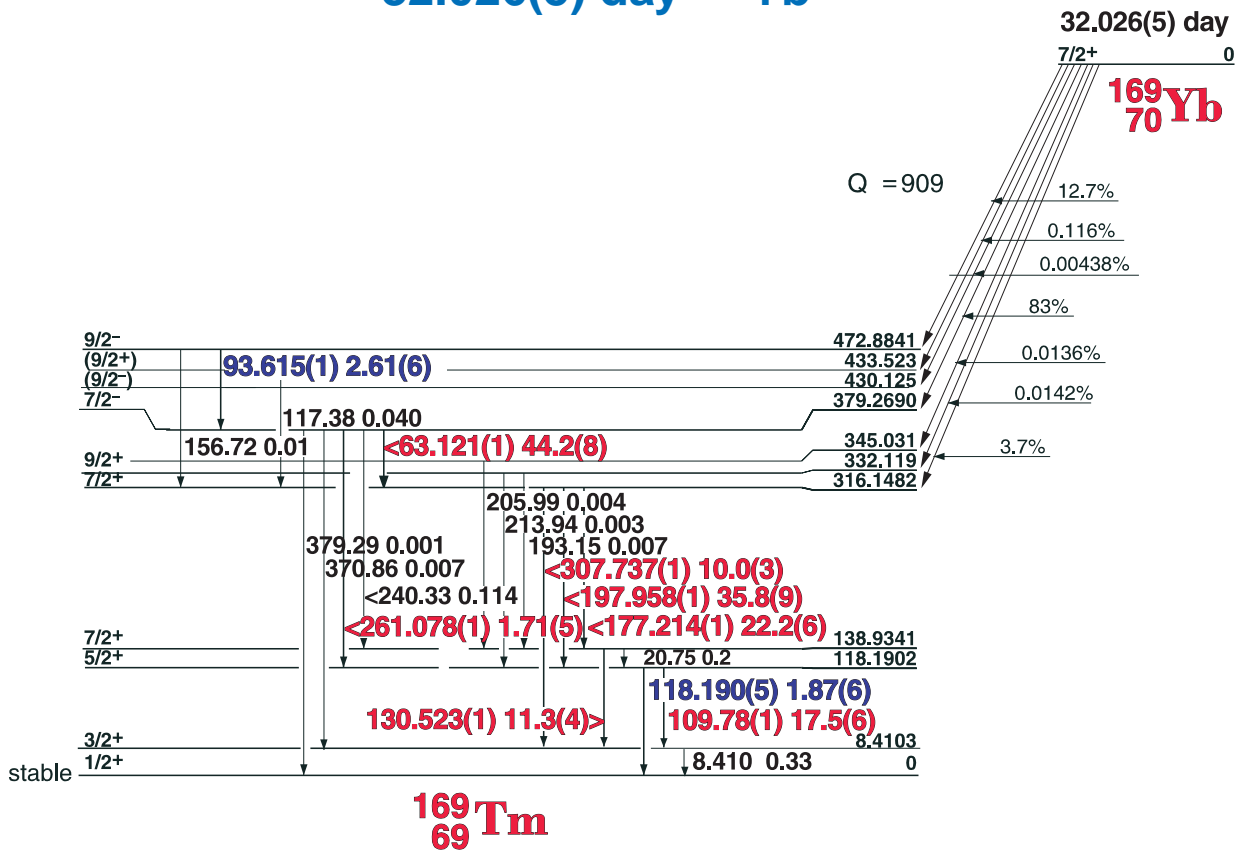 32.026(5) day
7/2+ 0
169
70 Yb
Q =909
12.7%
0.116%
0.00438%
83%
0.0136%
0.0142%
3.7%
9/2− 472.8841
(9/2+) 93.615(1) 2.61(6) 433.523
(9/2−) 430.125
7/2− 379.2690
117.38 0.040
156.72 0.01 <63.121(1) 44.2(8) 345.031
9/2+ 332.119
7/2+ 316.1482
205.99 0.004
213.94 0.003
379.29 0.001 193.15 0.007
370.86 0.007 <307.737(1) 10.0(3)
<240.33 0.114 <197.958(1) 35.8(9)
<261.078(1) 1.71(5) <177.214(1) 22.2(6)
7/2+ 138.9341
5/2+ 20.75 0.2 118.1902
118.190(5) 1.87(6)
130.523(1) 11.3(4)> 109.78(1) 17.5(6)
3/2+ 8.4103
8.410 0.33
stable 1/2+ 0
169
69 Tm